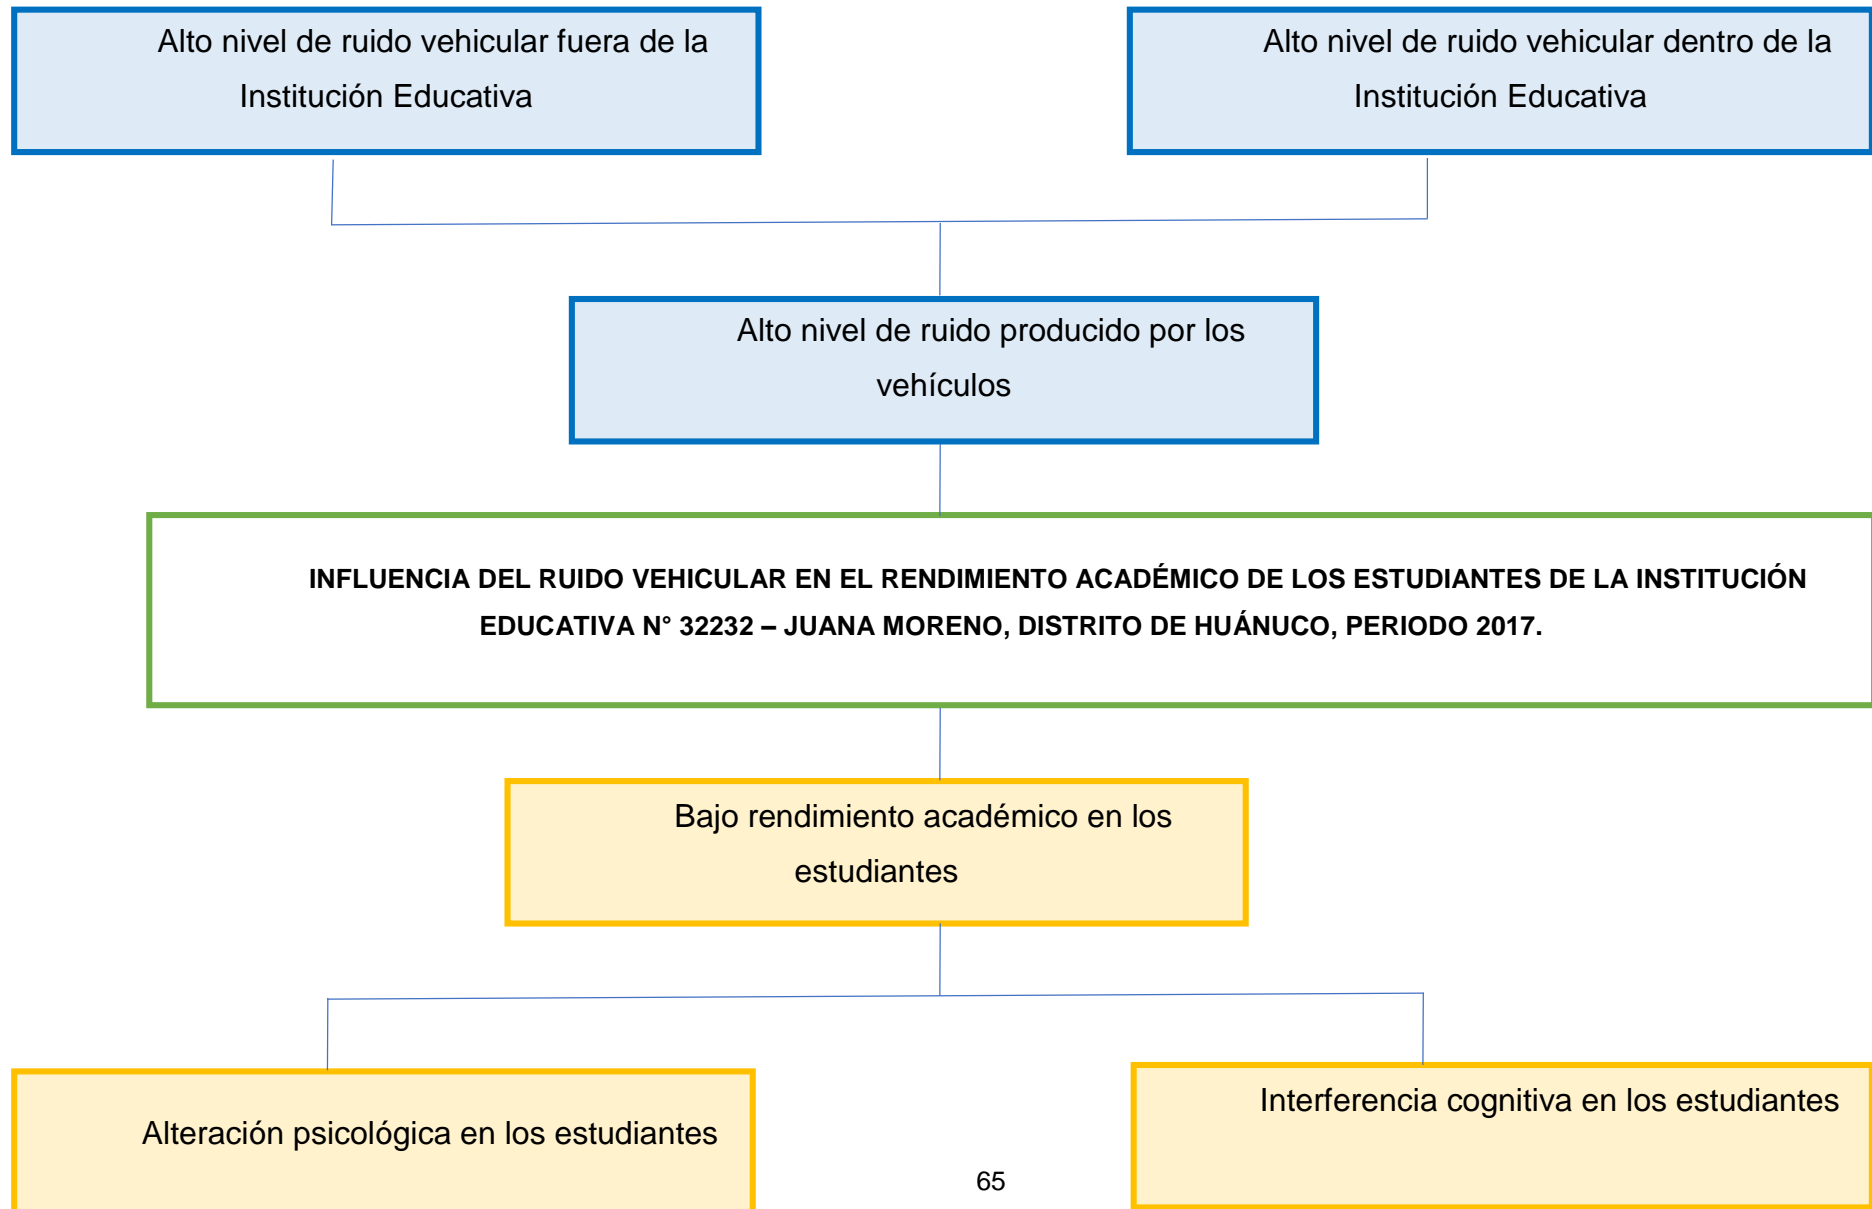 Alto nivel de ruido vehicular fuera de la
Institución Educativa
Alto nivel de ruido vehicular dentro de la
Institución Educativa
Alto nivel de ruido producido por los
vehículos
INFLUENCIA DEL RUIDO VEHICULAR EN EL RENDIMIENTO ACADÉMICO DE LOS ESTUDIANTES DE LA INSTITUCIÓN
EDUCATIVA N° 32232 – JUANA MORENO, DISTRITO DE HUÁNUCO, PERIODO 2017.
Bajo rendimiento académico en los
estudiantes
Alteración psicológica en los estudiantes
Interferencia cognitiva en los estudiantes
65